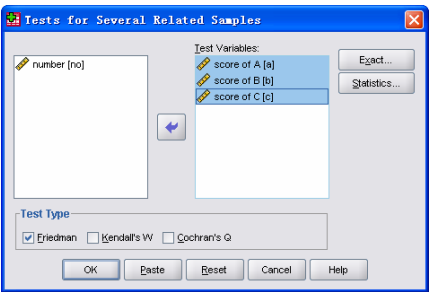 Tests for Several Related Samples
number [no]
Test Variables:
score of A [a]
score of B [b]
score of C [c]
Exact...
Statistics...
Test Type
Friedman Kendall's W Cochran's Q
OK Paste Reset Cancel Help